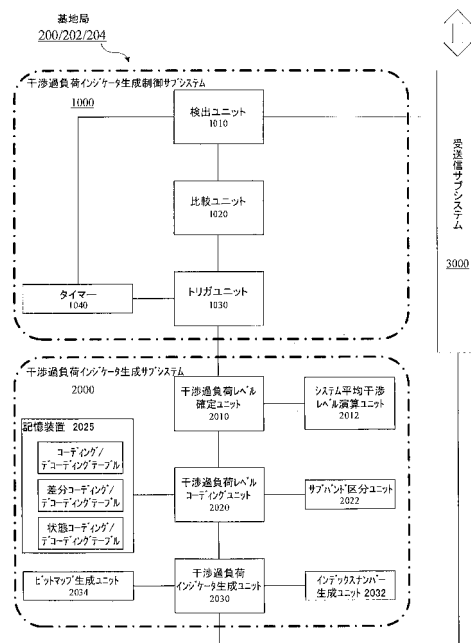 基地局
200/202/204
干渉過負荷インジケータ生成制御サブシステム
1000
検出ユニット
1010
比較ユニット
1020
トリガユニット
1030
タイマー
1040
受送信サブシステム
3000
干渉過負荷インジケータ生成サブシステム
2000
干渉過負荷レベル
確定ユニット
2010
システム平均干渉
レベル演算ユニット
2012
記憶装置 2025
コーディング/
デコーディングテーブル
差分コーディング/
デコーディングテーブル
状態コーディング/
デコーディングテーブル
干渉過負荷レベル
コーディングユニット
2020
サブバンド区分ユニット
2022
ビットマップ生成ユニット
2034
干渉過負荷
インジケータ生成ユニット
2030
インデックスナンバー
生成ユニット 2032